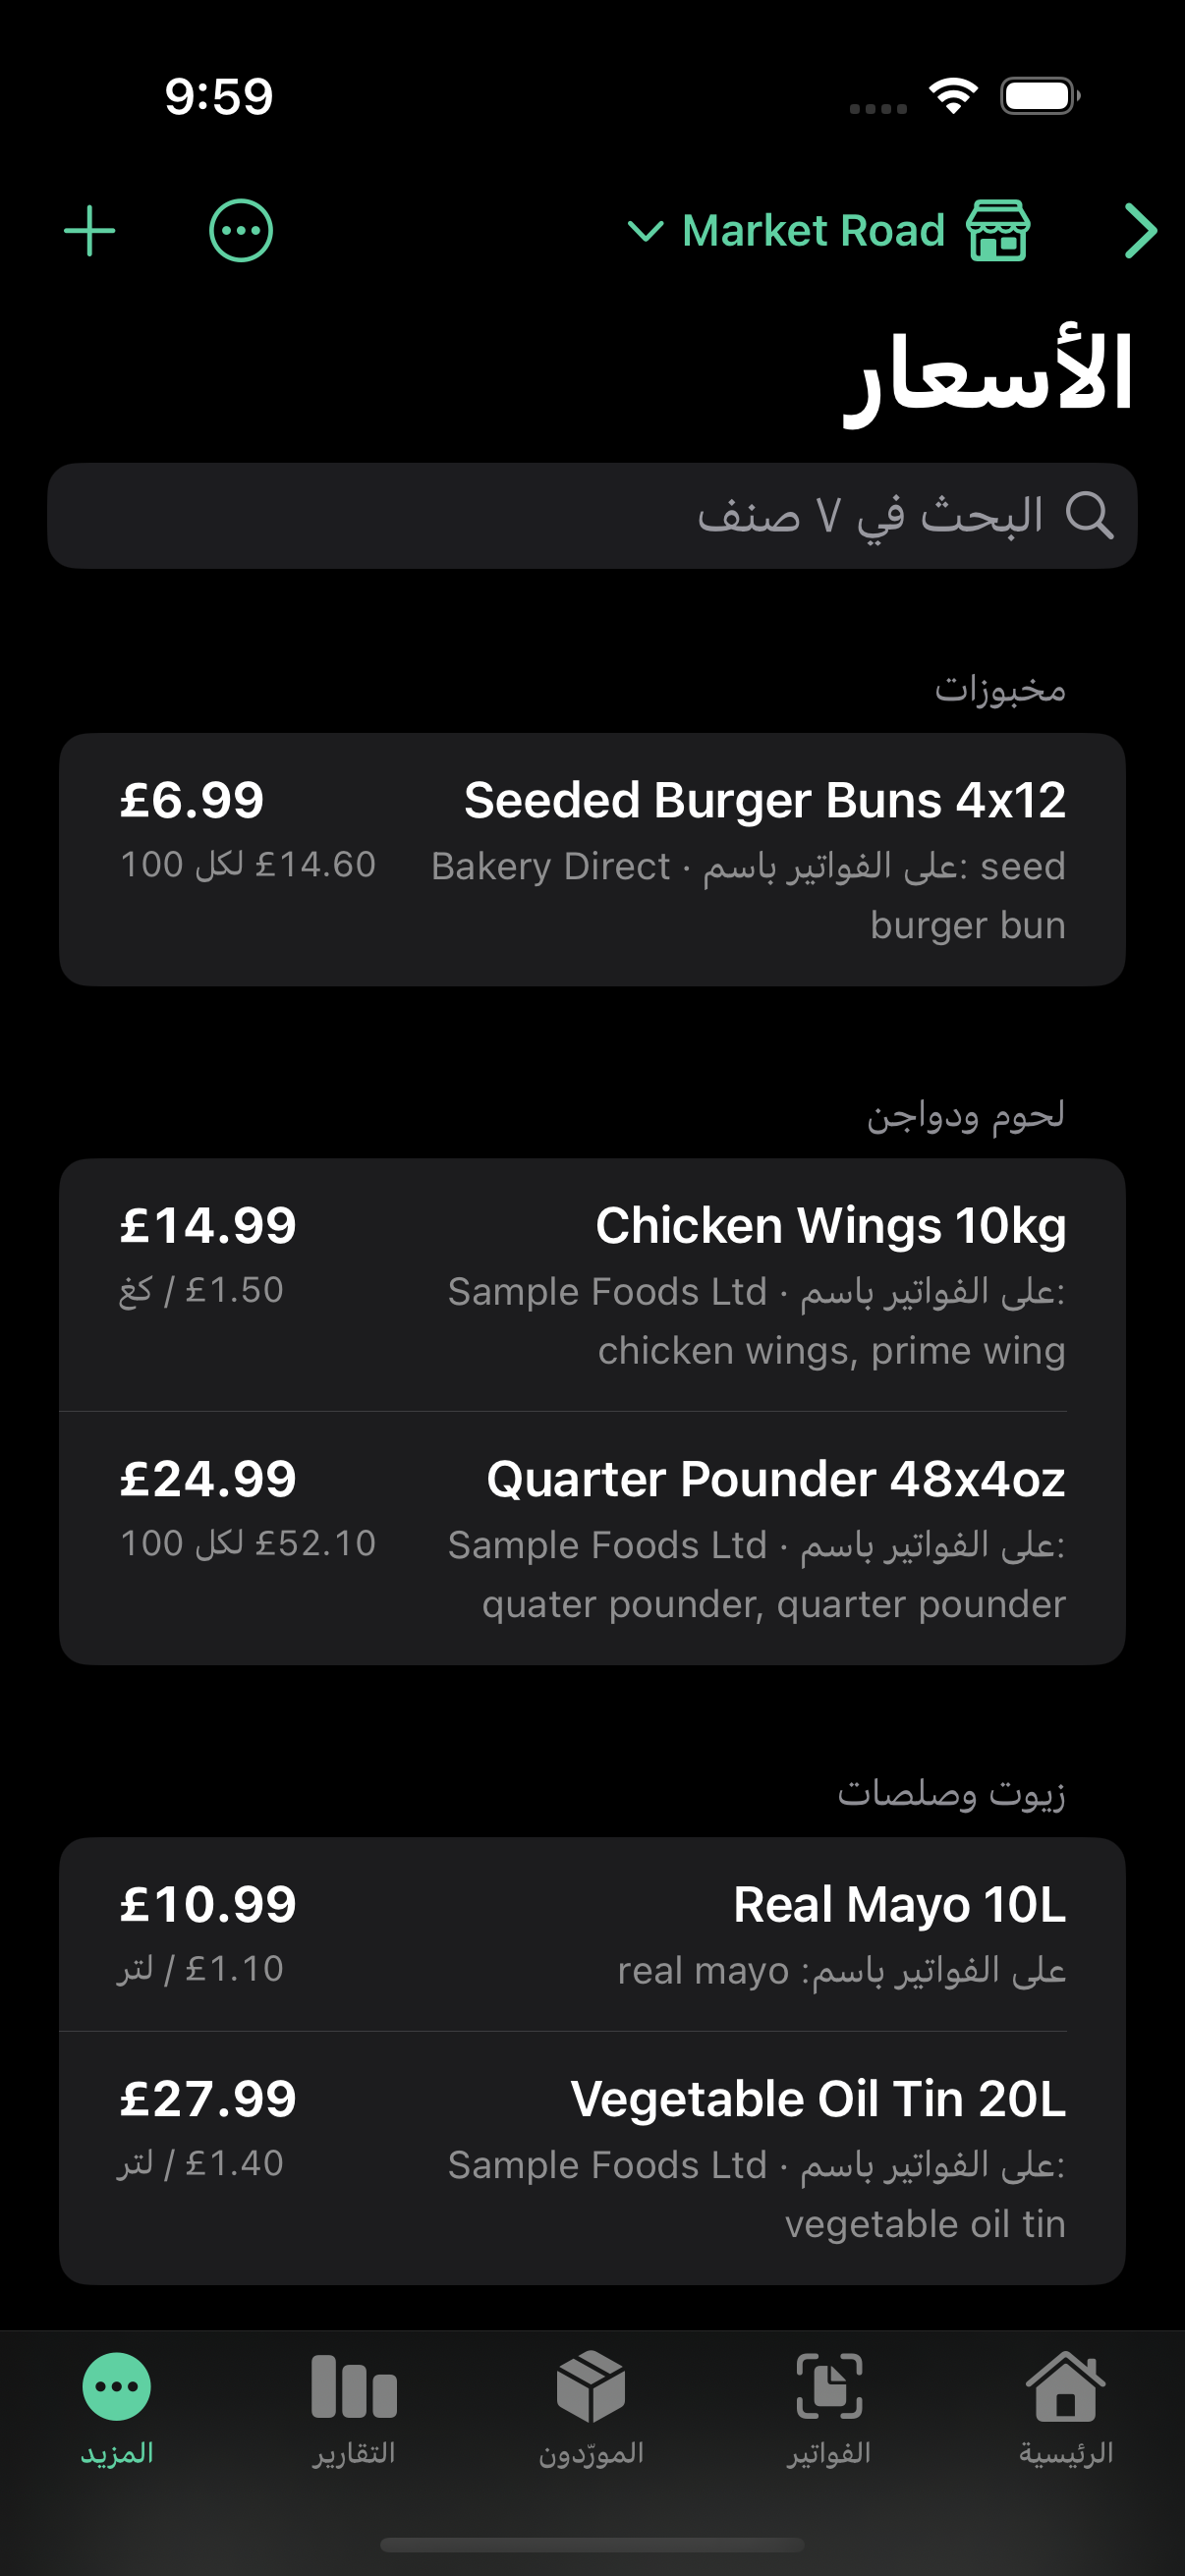 9:59
Market Road
الأسعار
البحث في ٧ صنف
مخبوزات
Seeded Burger Buns 4x12
£6.99
Bakery Direct · على الفواتير باسم: seed
burger bun
£14.60 لكل 100
لحوم ودواجن
Chicken Wings 10kg
£14.99
Sample Foods Ltd · على الفواتير باسم:
chicken wings, prime wing
£1.50 / كغ
Quarter Pounder 48x4oz
£24.99
Sample Foods Ltd · على الفواتير باسم:
quater pounder, quarter pounder
£52.10 لكل 100
زيوت وصلصات
Real Mayo 10L
£10.99
على الفواتير باسم: real mayo
£1.10 / لتر
Vegetable Oil Tin 20L
£27.99
Sample Foods Ltd · على الفواتير باسم:
vegetable oil tin
£1.40 / لتر
الرئيسية
الفواتير
المورّدون
التقارير
المزيد